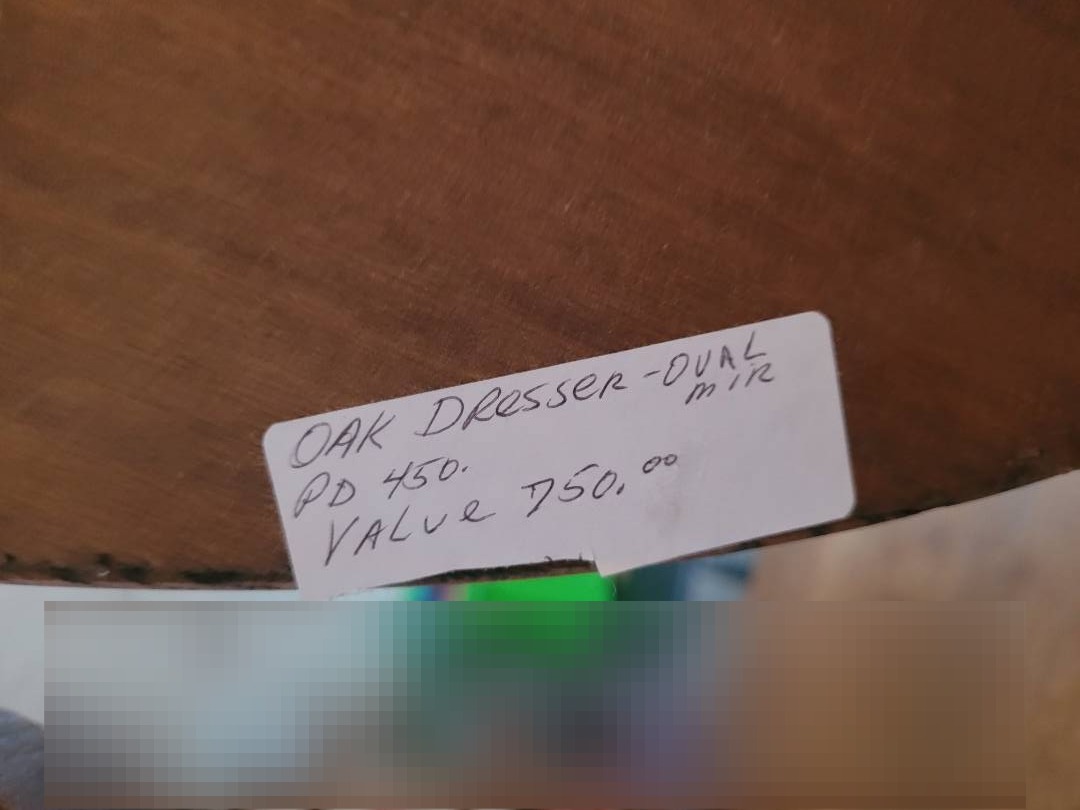 OAK DResseR - OVAL
MIR
PD 450.
VALue 750.00